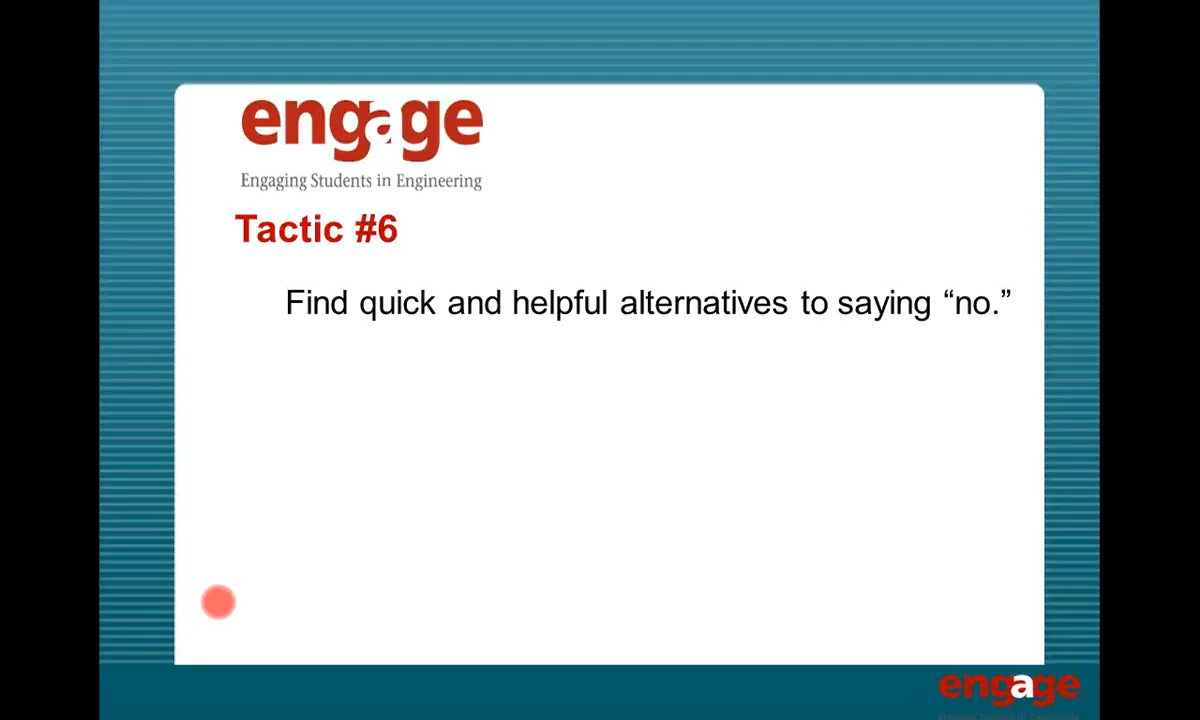 engage
Engaging Students in Engineering
Tactic #6
Find quick and helpful alternatives to saying “no.”
engage